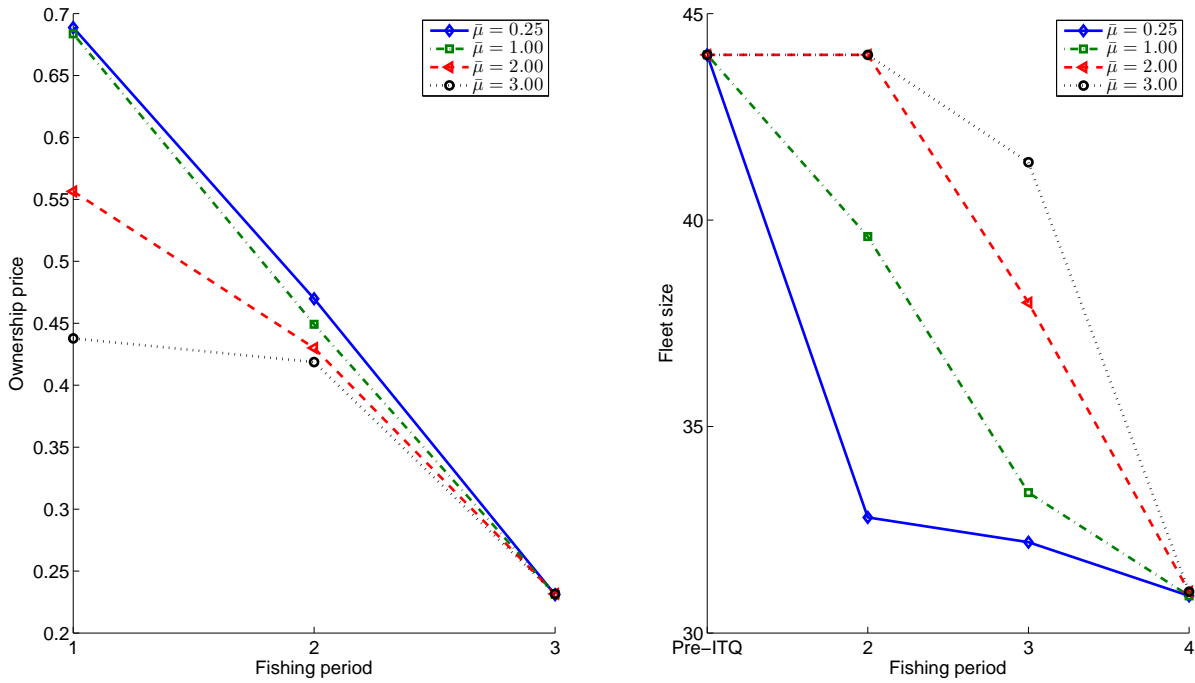 0.7
0.65
0.6
0.55
0.5
0.45
0.4
0.35
0.3
0.25
0.2
1
2
3
Ownership price
Fishing period
μ̄ = 0.25
μ̄ = 1.00
μ̄ = 2.00
μ̄ = 3.00
45
40
35
30
Pre−ITQ
2
3
4
Fleet size
Fishing period
μ̄ = 0.25
μ̄ = 1.00
μ̄ = 2.00
μ̄ = 3.00